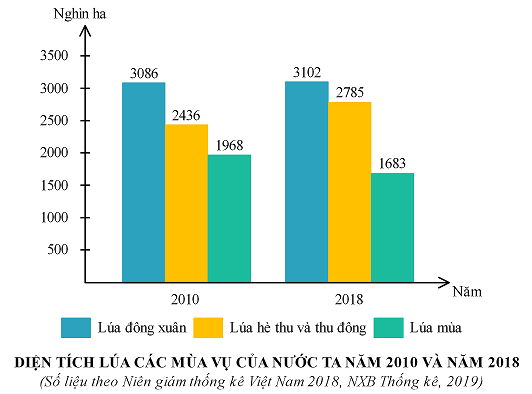 Nghìn ha
3500
3000
2500
2000
1500
1000
500
3086
2436
1968
3102
2785
1683
2010
2018
Năm
Lúa đông xuân
Lúa hè thu và thu đông
Lúa mùa
DIỆN TÍCH LÚA CÁC MÙA VỤ CỦA NƯỚC TA NĂM 2010 VÀ NĂM 2018
(Số liệu theo Niên giám thống kê Việt Nam 2018, NXB Thống kê, 2019)